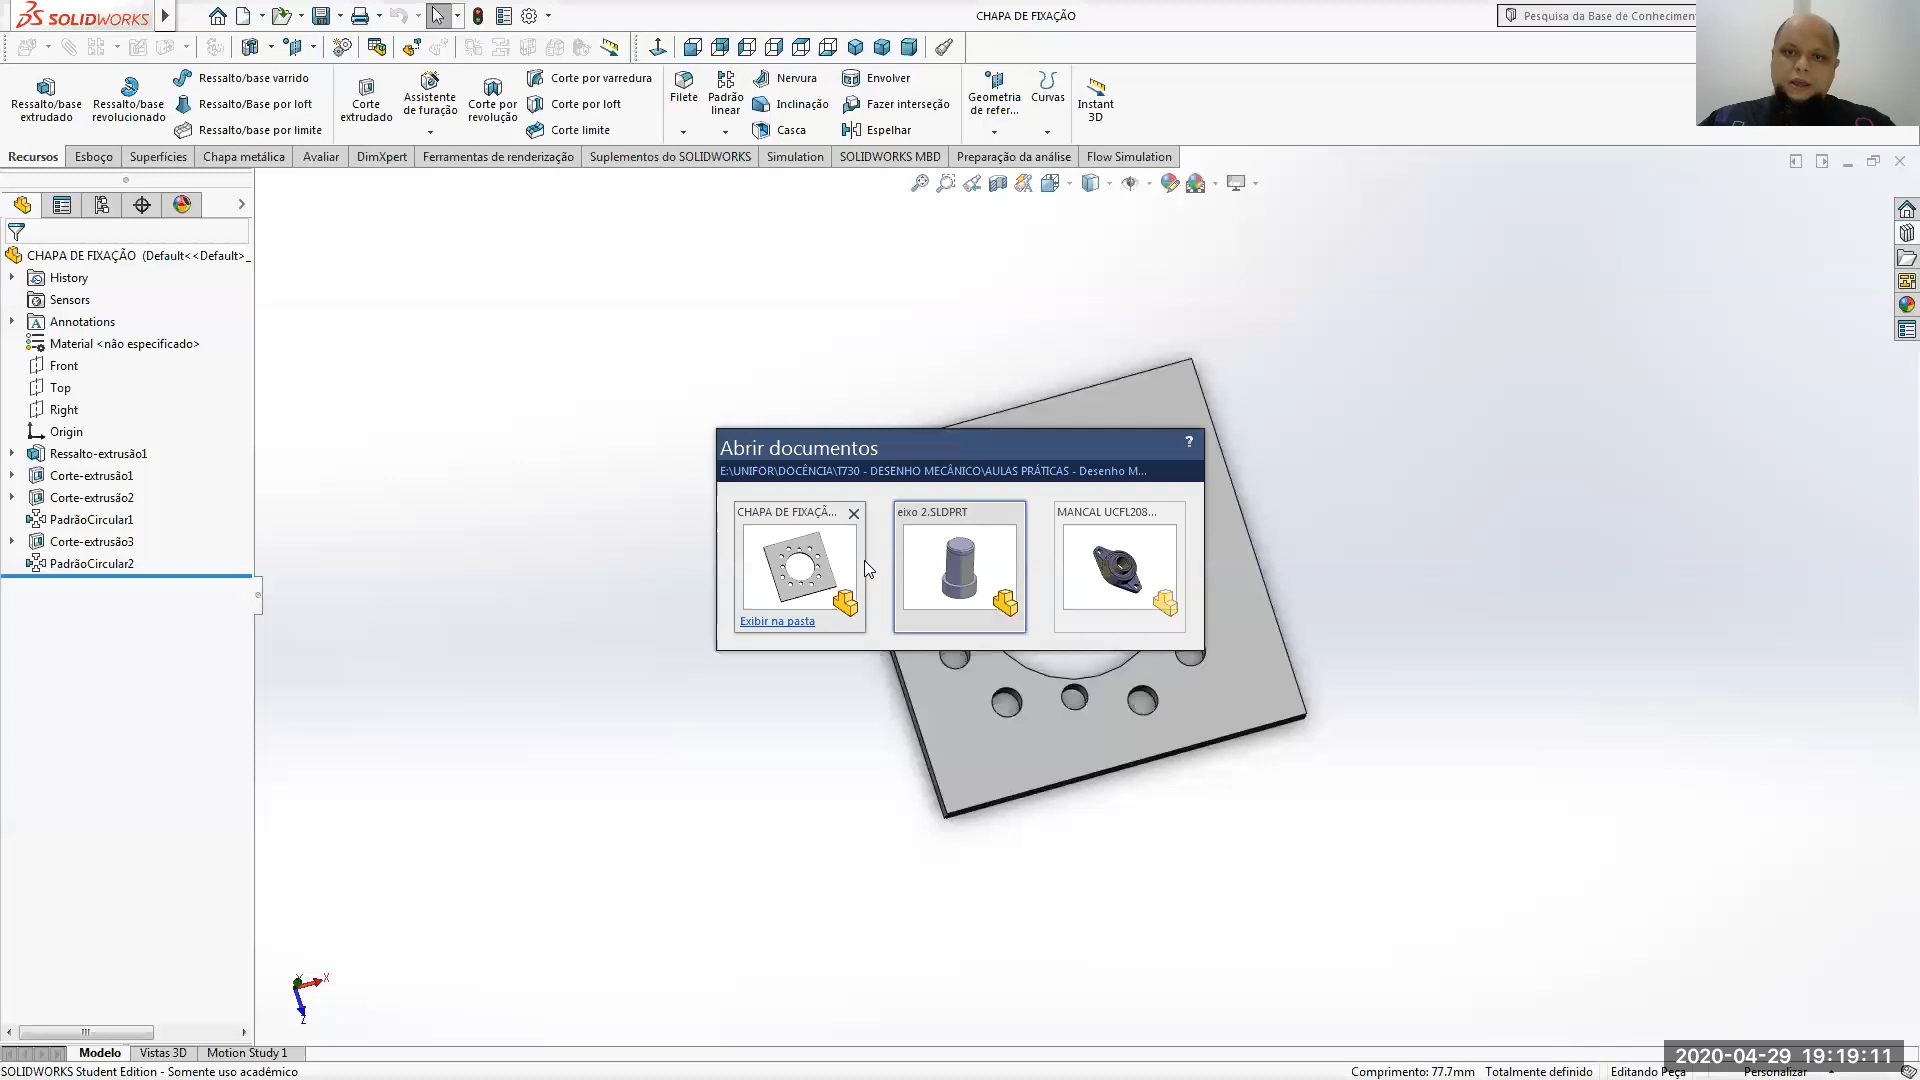 SOLIDWORKS
CHAPA DE FIXAÇÃO
Pesquisa da Base de Conhecimen
Ressalto/base extrudado
Ressalto/base revolucionado
Ressalto/base varrido
Ressalto/Base por loft
Ressalto/base por limite
Corte extrudado
Assistente de furação
Corte por revolução
Corte por varredura
Corte por loft
Corte limite
Filete
Padrão linear
Nervura
Inclinação
Casca
Envolver
Fazer interseção
Espelhar
Geometria de refer...
Curvas
Instant 3D
Recursos
Esboço
Superfícies
Chapa metálica
Avaliar
DimXpert
Ferramentas de renderização
Suplementos do SOLIDWORKS
Simulation
SOLIDWORKS MBD
Preparação da análise
Flow Simulation
CHAPA DE FIXAÇÃO (Default<<Default>_
History
Sensors
Annotations
Material <não especificado>
Front
Top
Right
Origin
Ressalto-extrusão1
Corte-extrusão1
Corte-extrusão2
PadrãoCircular1
Corte-extrusão3
PadrãoCircular2
Abrir documentos
?
E:\UNIFOR\DOCÊNCIA\T730 - DESENHO MECÂNICO\AULAS PRÁTICAS - Desenho M...
CHAPA DE FIXAÇÃ...
eixo 2.SLDPRT
MANCAL UCFL208...
Exibir na pasta
X
Z
Modelo
Vistas 3D
Motion Study 1
SOLIDWORKS Student Edition - Somente uso acadêmico
Comprimento: 77.7mm
Totalmente definido
Editando Peça
Personalizar
2020-04-29 19:19:11